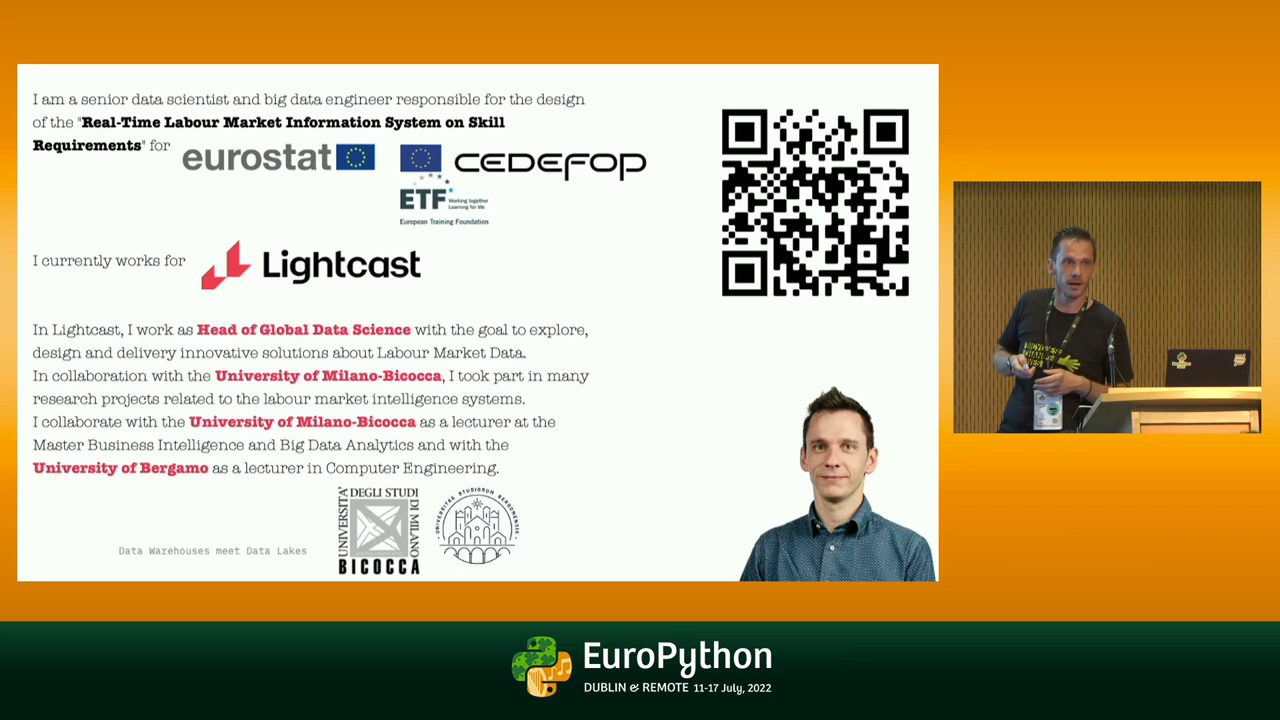 I am a senior data scientist and big data engineer responsible for the design
of the "Real-Time Labour Market Information System on Skill
Requirements" for
eurostat
CEDEFOP
ETF
Working together
Learning for life
European Training Foundation
I currently works for
Lightcast
In Lightcast, I work as Head of Global Data Science with the goal to explore,
design and delivery innovative solutions about Labour Market Data.
In collaboration with the University of Milano-Bicocca, I took part in many
research projects related to the labour market intelligence systems.
I collaborate with the University of Milano-Bicocca as a lecturer at the
Master Business Intelligence and Big Data Analytics and with the
University of Bergamo as a lecturer in Computer Engineering.
UNIVERSITA'
DEGLI STUDI
DI MILANO
BICOCCA
Data Warehouses meet Data Lakes
EuroPython
DUBLIN & REMOTE 11-17 July, 2022